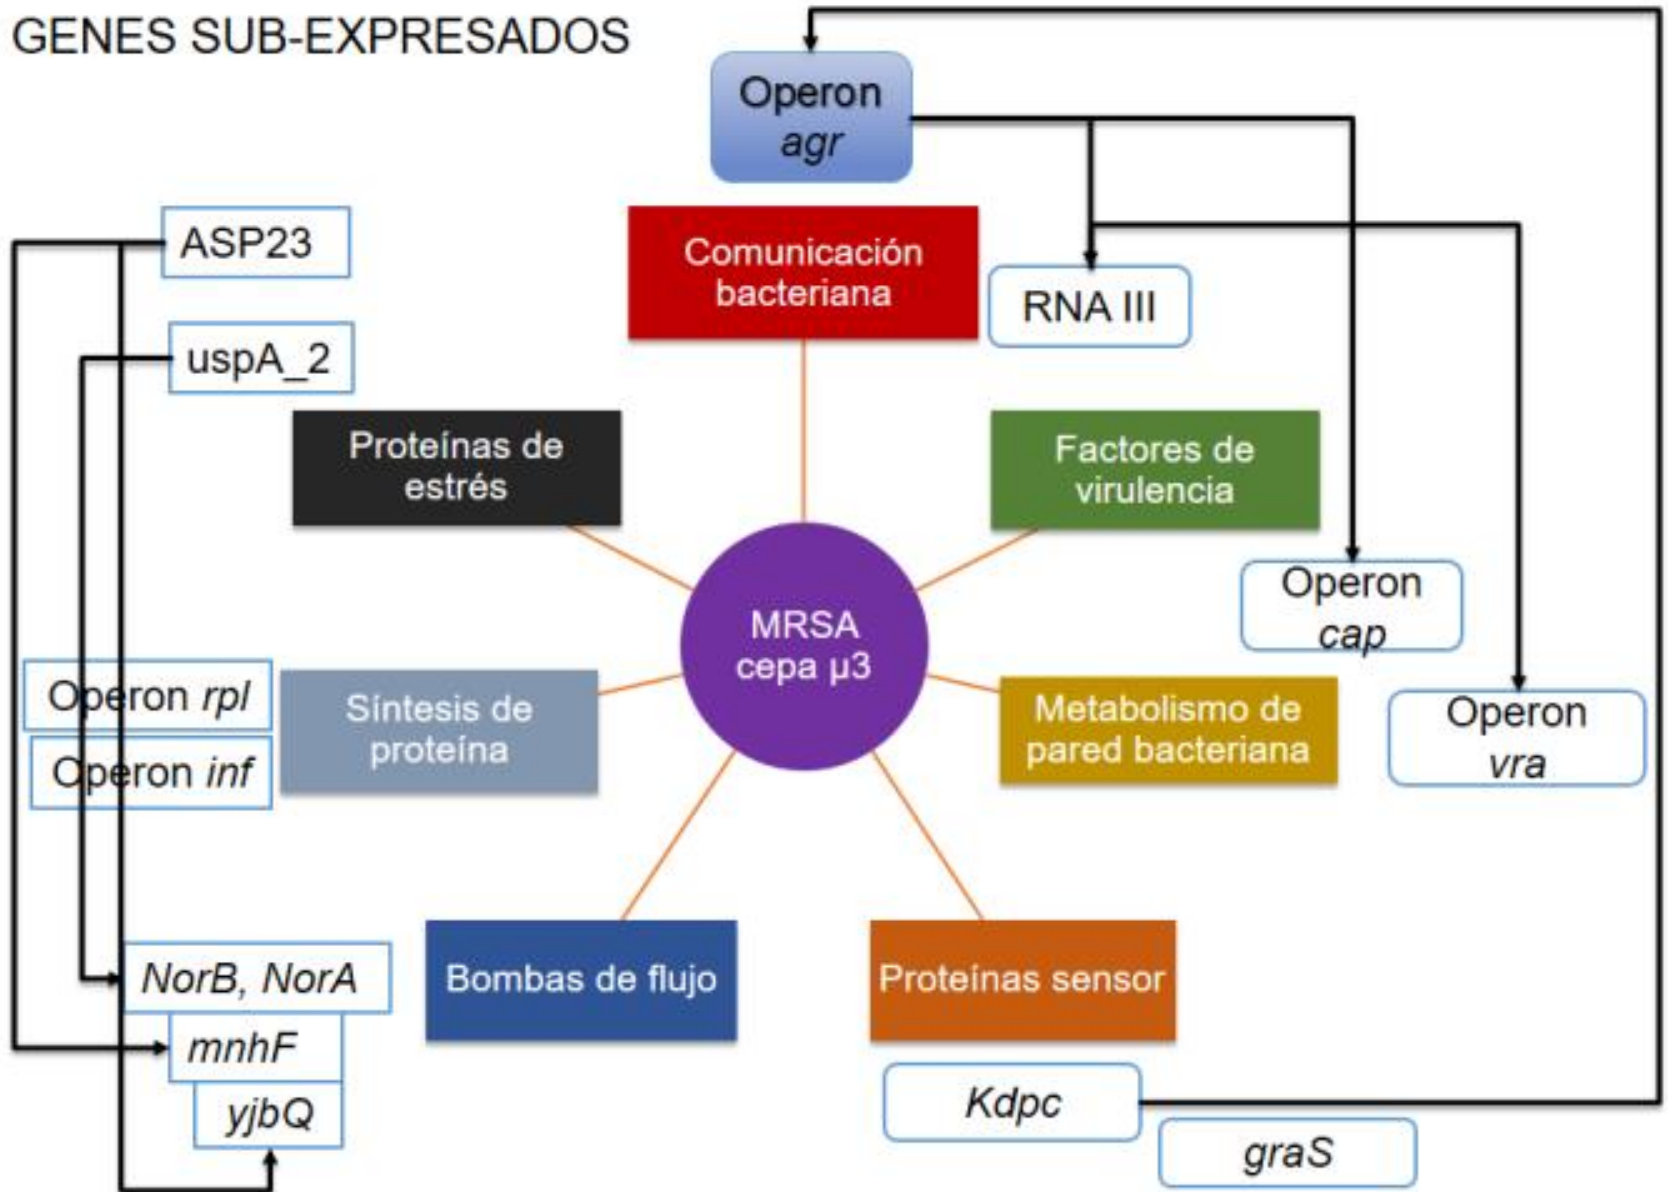 GENES SUB-EXPRESADOS
Operon
agr
ASP23
Comunicación
bacteriana
RNA III
uspA_2
Proteínas de
estrés
Factores de
virulencia
MRSA
cepa µ3
Operon
cap
Operon rpl
Operon inf
Síntesis de
proteína
Metabolismo de
pared bacteriana
Operon
vra
NorB, NorA
mnhF
yjbQ
Bombas de flujo
Proteínas sensor
Kdpc
graS